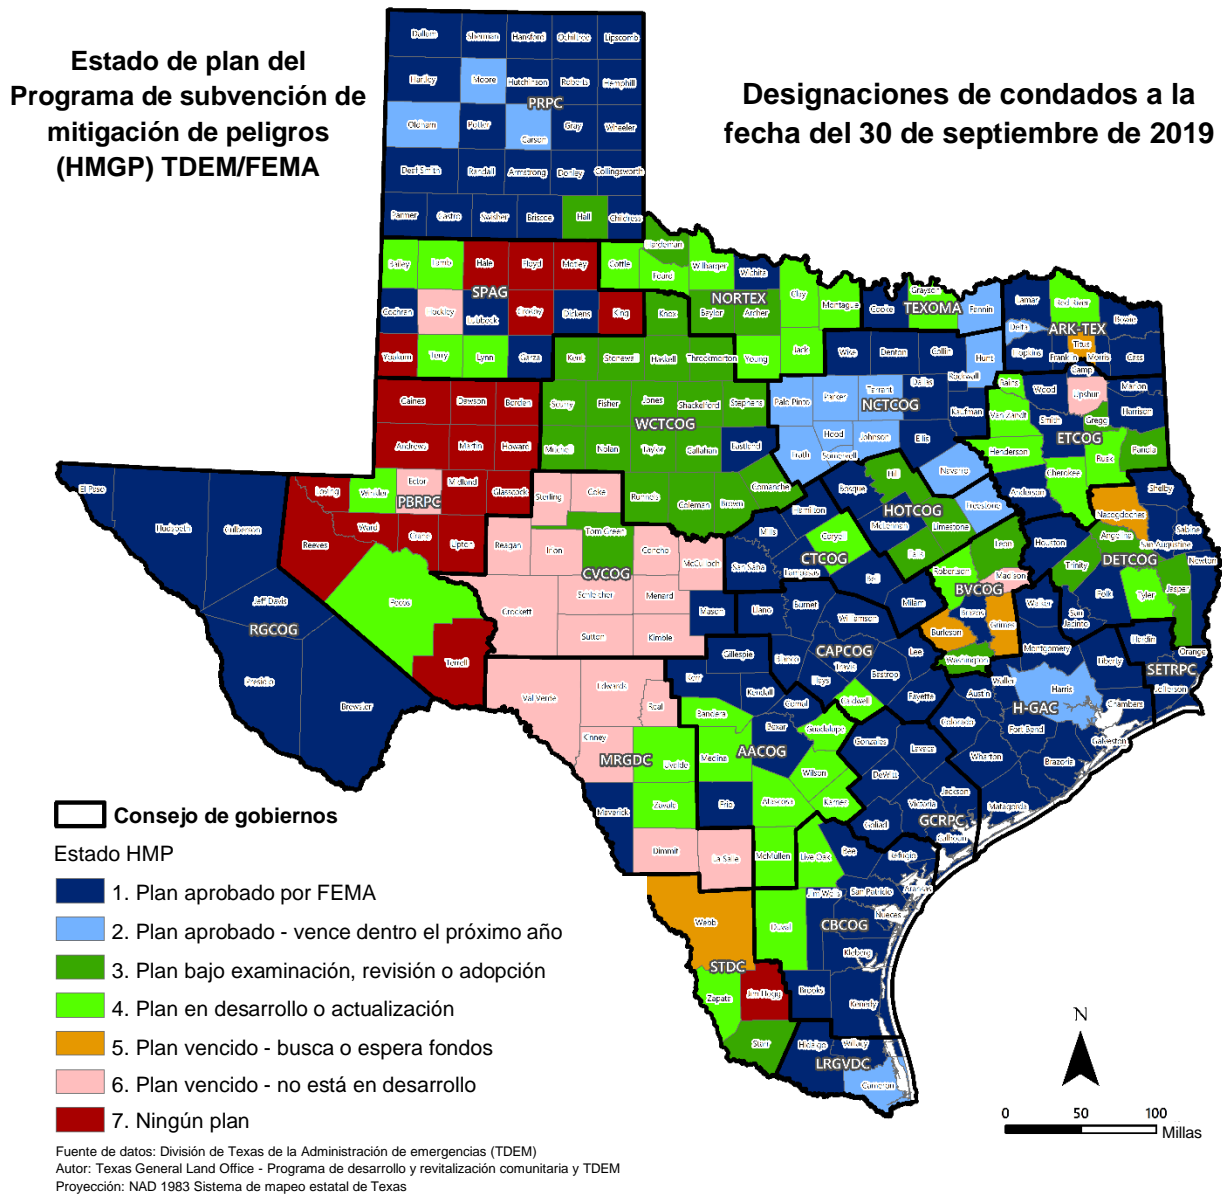 Estado de plan del
Programa de subvención de
mitigación de peligros
(HMGP) TDEM/FEMA
Designaciones de condados a la
fecha del 30 de septiembre de 2019
Dallam Sherman Hansford Ochiltree Lipscomb
Hartley Moore Hutchinson Roberts Hemphill
PRPC
Oldham Potter Carson Gray Wheeler
Deaf Smith Randall Armstrong Donley Collingsworth
Parmer Castro Swisher Briscoe Hall Childress
Bailey Lamb Hale Floyd Motley Cottle Hardeman Foard Wilbarger Wichita Clay Montague
SPAG NORTEX TEXOMA ARK-TEX
Cochran Hockley Lubbock Crosby Dickens King Knox Baylor Archer Cooke Grayson Fannin Lamar Red River Bowie
Delta Titus Hopkins Franklin Morris Cass Camp
Yoakum Terry Lynn Garza Kent Stonewall Haskell Throckmorton Young Jack Wise Denton Collin Hunt Rockwall
Gaines Dawson Borden Scurry Fisher Jones Shackelford Stephens Palo Pinto Parker Tarrant Dallas Kaufman
WCTCOG NCTCOG ETCOG
Rains Wood Upshur Marion Harrison Van Zandt Smith Gregg Henderson Rusk Panola Cherokee Anderson
Andrews Martin Howard Mitchell Nolan Taylor Callahan Eastland Erath Hood Somervell Johnson Ellis Navarro
Loving Winkler Ector Midland Glasscock Sterling Coke Runnels Coleman Brown Comanche Bosque Hill Freestone
PBRPC HOTCOG
El Paso Hudspeth Culberson Reeves Ward Crane Upton Reagan Irion Tom Green Concho McCulloch
CVCOG CTCOG
San Saba Mills Hamilton Lampasas Coryell McLennan Limestone Falls Bell Milam
Shelby Nacogdoches San Augustine Sabine Angelina Houston Trinity Newton Jasper Tyler Polk
DETCOG BVCOG
Leon Robertson Madison Brazos Grimes Burleson Washington Walker San Jacinto
Jeff Davis Pecos Crockett Schleicher Menard Mason Llano Burnet Williamson
RGCOG CAPCOG
Presidio Brewster Terrell Sutton Kimble Gillespie Blanco Travis Hays Bastrop Lee Fayette Caldwell
Hardin Orange Jefferson Liberty Montgomery Chambers Galveston
SETRPC H-GAC
Waller Harris Austin Colorado Fort Bend Wharton Brazoria Matagorda
Val Verde Edwards Real Kerr Kendall Comal Bandera Bexar Guadalupe
MRGDC AACOG
Kinney Uvalde Medina Wilson Karnes Atascosa Gonzales Lavaca DeWitt Jackson Victoria Goliad Calhoun
GCRPC
Maverick Zavala Frio Dimmit La Salle McMullen Live Oak Bee Refugio Aransas San Patricio Jim Wells Nueces
CBCOG
Webb Duval Kleberg Kenedy Brooks Jim Hogg Zapata Starr
STDC
Hidalgo Willacy Cameron
LRGVDC
Consejo de gobiernos
Estado HMP
1. Plan aprobado por FEMA
2. Plan aprobado - vence dentro el próximo año
3. Plan bajo examinación, revisión o adopción
4. Plan en desarrollo o actualización
5. Plan vencido - busca o espera fondos
6. Plan vencido - no está en desarrollo
7. Ningún plan
N
0 50 100
Millas
Fuente de datos: División de Texas de la Administración de emergencias (TDEM)
Autor: Texas General Land Office - Programa de desarrollo y revitalización comunitaria y TDEM
Proyección: NAD 1983 Sistema de mapeo estatal de Texas